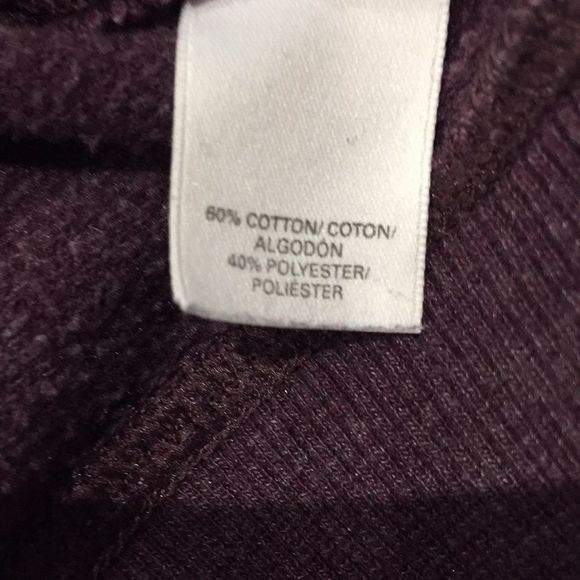 60% COTTON/ COTON/
ALGODÓN
40% POLYESTER/
POLIÉSTER